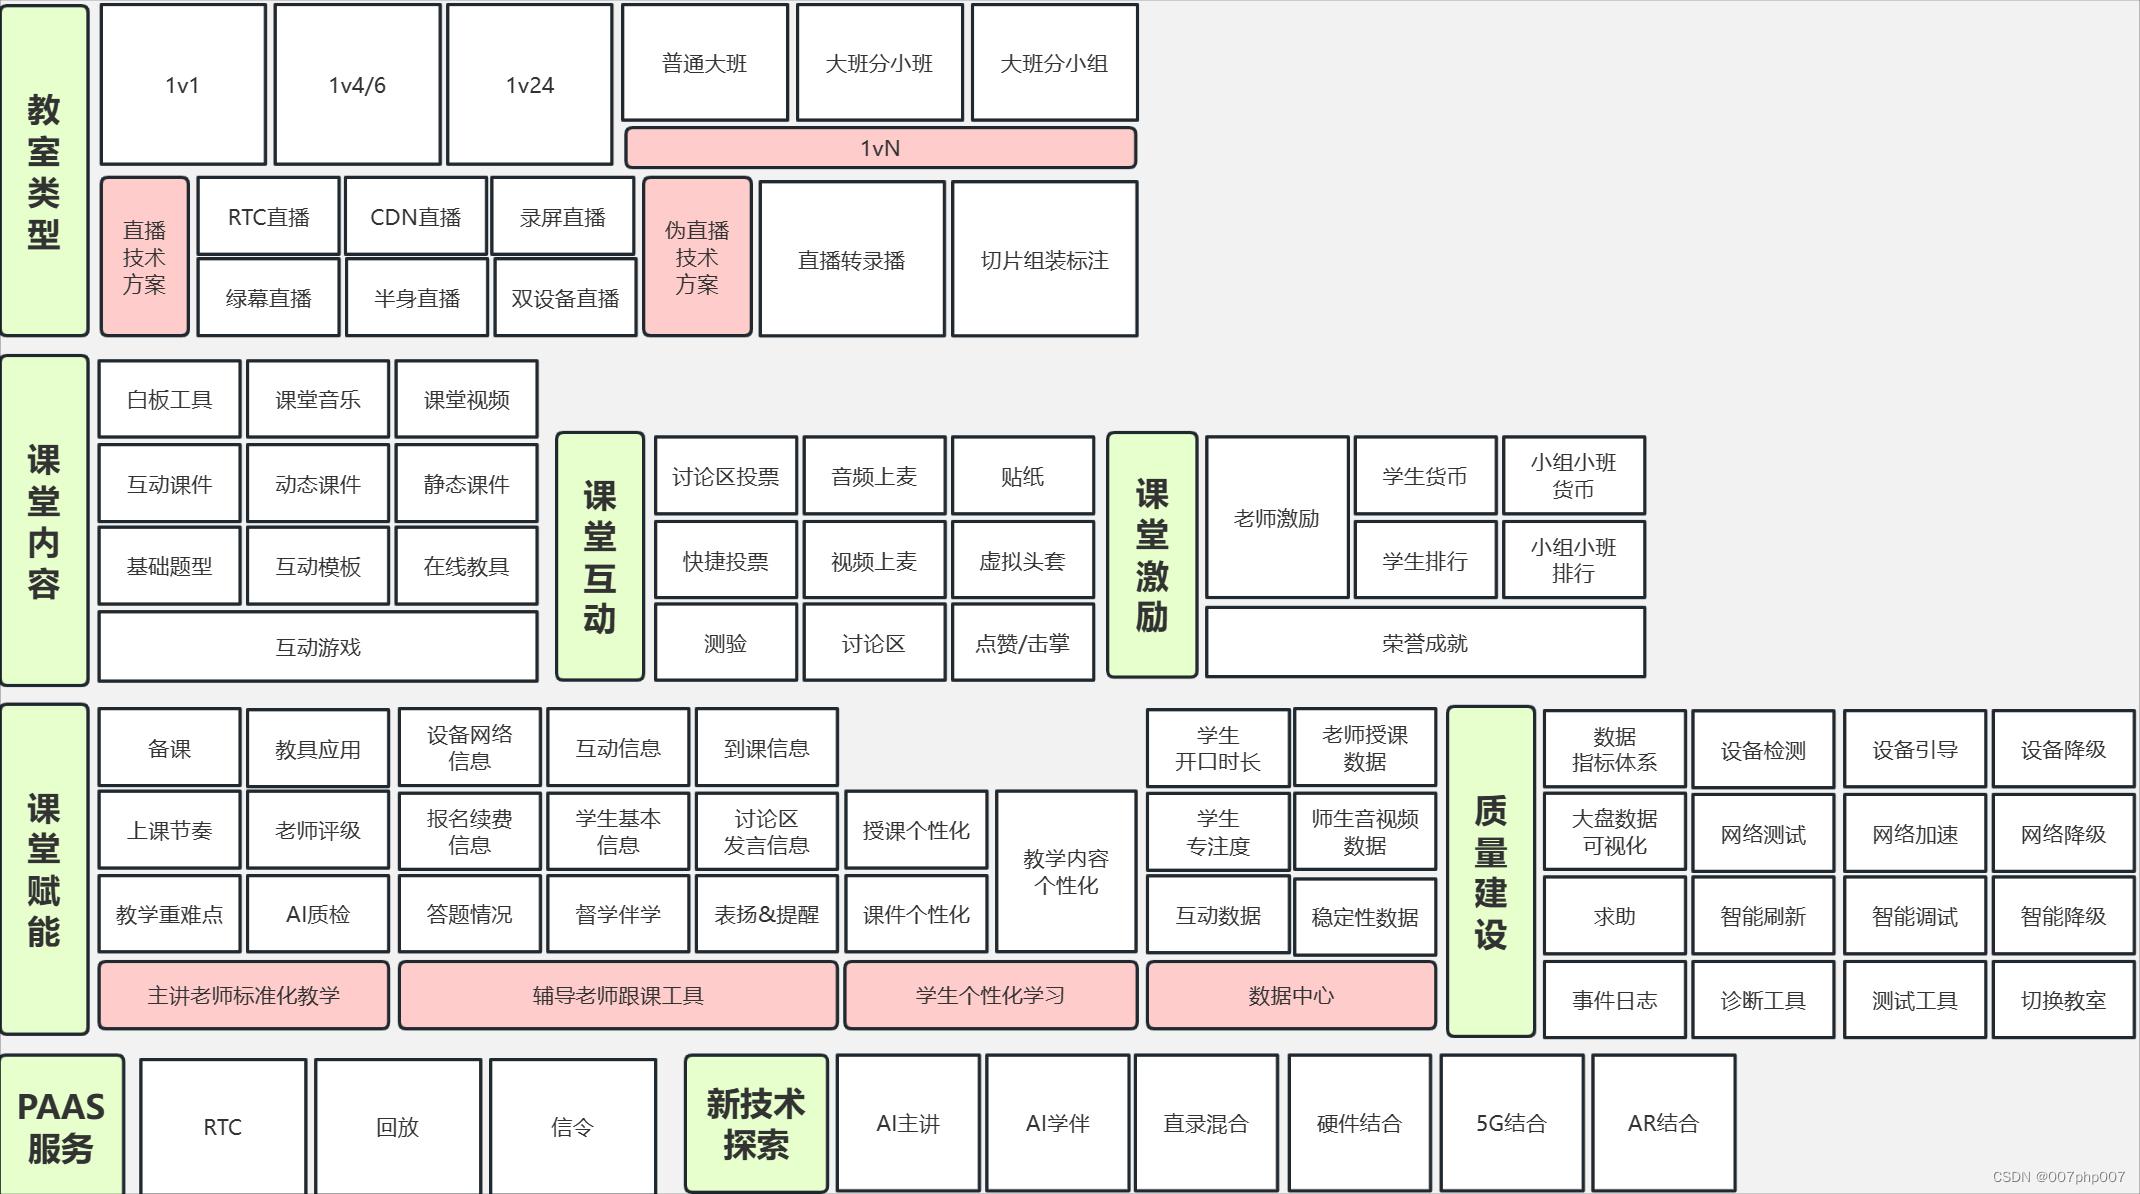 教
室
类
型
1v1
1v4/6
1v24
普通大班
大班分小班
大班分小组
1vN
直播
技术
方案
RTC直播
CDN直播
录屏直播
绿幕直播
半身直播
双设备直播
伪直播
技术
方案
直播转录播
切片组装标注
课
堂
内
容
白板工具
课堂音乐
课堂视频
互动课件
动态课件
静态课件
基础题型
互动模板
在线教具
互动游戏
课
堂
互
动
讨论区投票
音频上麦
贴纸
快捷投票
视频上麦
虚拟头套
测验
讨论区
点赞/击掌
课
堂
激
励
老师激励
学生货币
小组小班
货币
学生排行
小组小班
排行
荣誉成就
课
堂
赋
能
备课
教具应用
上课节奏
老师评级
教学重难点
AI质检
主讲老师标准化教学
设备网络
信息
互动信息
到课信息
报名续费
信息
学生基本
信息
讨论区
发言信息
答题情况
督学伴学
表扬&提醒
辅导老师跟课工具
授课个性化
课件个性化
教学内容
个性化
学生个性化学习
学生
开口时长
老师授课
数据
学生
专注度
师生音视频
数据
互动数据
稳定性数据
数据中心
质
量
建
设
数据
指标体系
设备检测
设备引导
设备降级
大盘数据
可视化
网络测试
网络加速
网络降级
求助
智能刷新
智能调试
智能降级
事件日志
诊断工具
测试工具
切换教室
PAAS
服务
RTC
回放
信令
新技术
探索
AI主讲
AI学伴
直录混合
硬件结合
5G结合
AR结合
CSDN @007php007